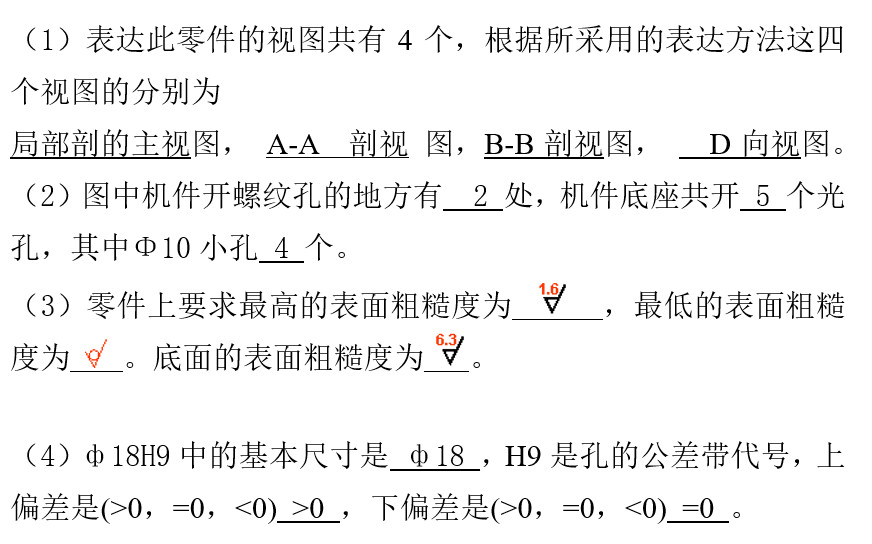 （1）表达此零件的视图共有 4 个，根据所采用的表达方法这四
个视图的分别为
局部剖的主视图， A-A 剖视 图，B-B 剖视图， D 向视图。
（2）图中机件开螺纹孔的地方有 2 处，机件底座共开 5 个光
孔，其中Φ10 小孔 4 个。
（3）零件上要求最高的表面粗糙度为 1.6 ，最低的表面粗糙
度为 。底面的表面粗糙度为 6.3 。
（4）ф18H9 中的基本尺寸是 ф18 ，H9 是孔的公差带代号，上
偏差是(>0，=0，<0) >0 ，下偏差是(>0，=0，<0) =0 。